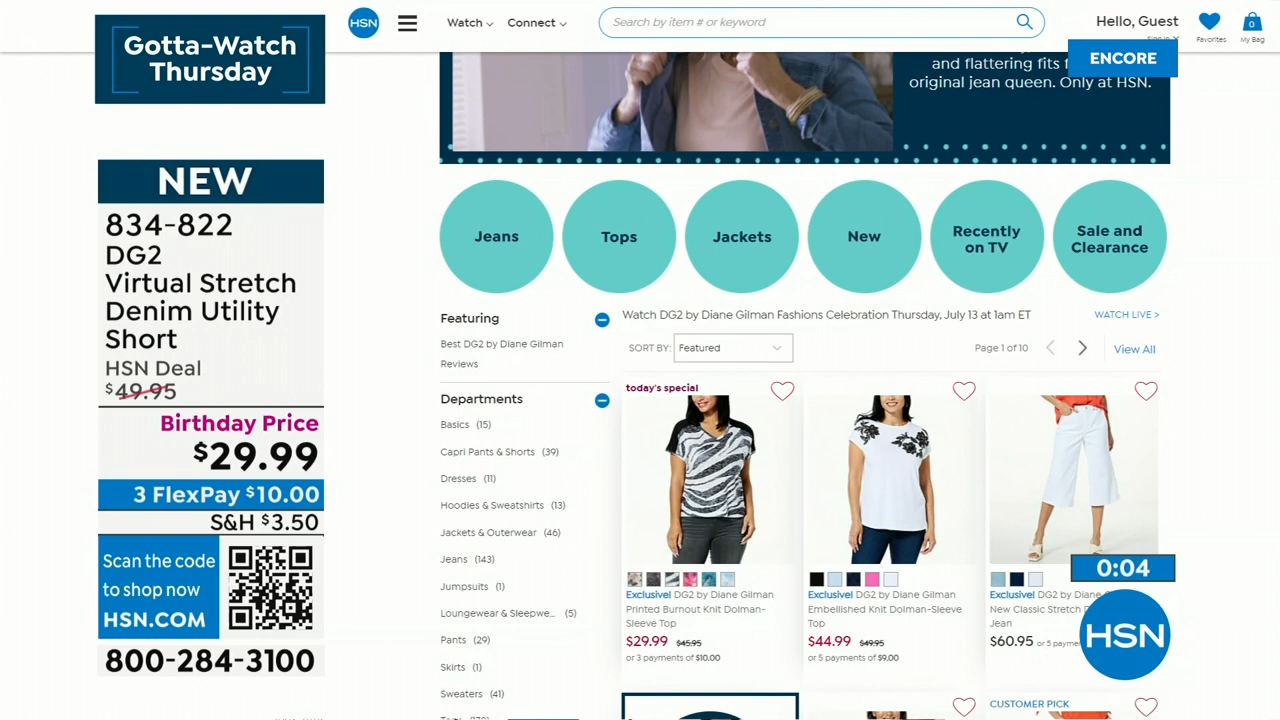 Gotta-Watch
Thursday
HSN
Watch
Connect
Search by item # or keyword
Hello, Guest
Favorites
0
My Bag
ENCORE
and flattering fits
original jean queen. Only at HSN.
NEW
834-822
DG2
Virtual Stretch
Denim Utility
Short
HSN Deal
$49.95
Birthday Price
$29.99
3 FlexPay $10.00
S&H $3.50
Scan the code
to shop now
HSN.COM
800-284-3100
Jeans
Tops
Jackets
New
Recently
on TV
Sale and
Clearance
Featuring
Best DG2 by Diane Gilman
Reviews
Departments
Basics (15)
Capri Pants & Shorts (39)
Dresses (11)
Hoodies & Sweatshirts (13)
Jackets & Outerwear (46)
Jeans (143)
Jumpsuits (1)
Loungewear & Sleepwe... (5)
Pants (29)
Skirts (1)
Sweaters (41)
Watch DG2 by Diane Gilman Fashions Celebration Thursday, July 13 at 1am ET
WATCH LIVE >
SORT BY: Featured
Page 1 of 10
View All
today's special
Exclusive! DG2 by Diane Gilman
Printed Burnout Knit Dolman-
Sleeve Top
$29.99 $45.95
or 3 payments of $10.00
Exclusive! DG2 by Diane Gilman
Embellished Knit Dolman-Sleeve
Top
$44.99 $49.95
or 5 payments of $9.00
Exclusive! DG2 by Diane
New Classic Stretch
Jean
$60.95 or 5
0:04
HSN
CUSTOMER PICK